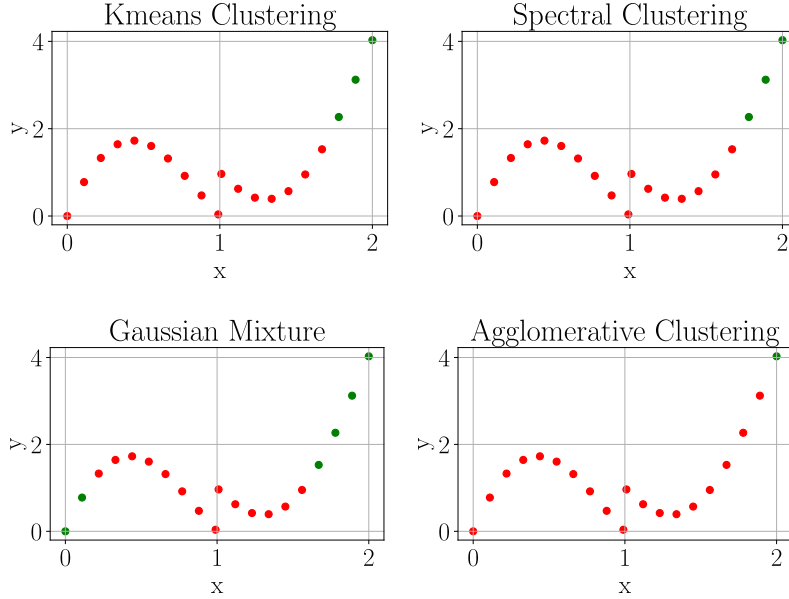 Kmeans Clustering
Spectral Clustering
4
2
0
y
0 1 2
x
4
2
0
y
0 1 2
x
Gaussian Mixture
Agglomerative Clustering
4
2
0
y
0 1 2
x
4
2
0
y
0 1 2
x